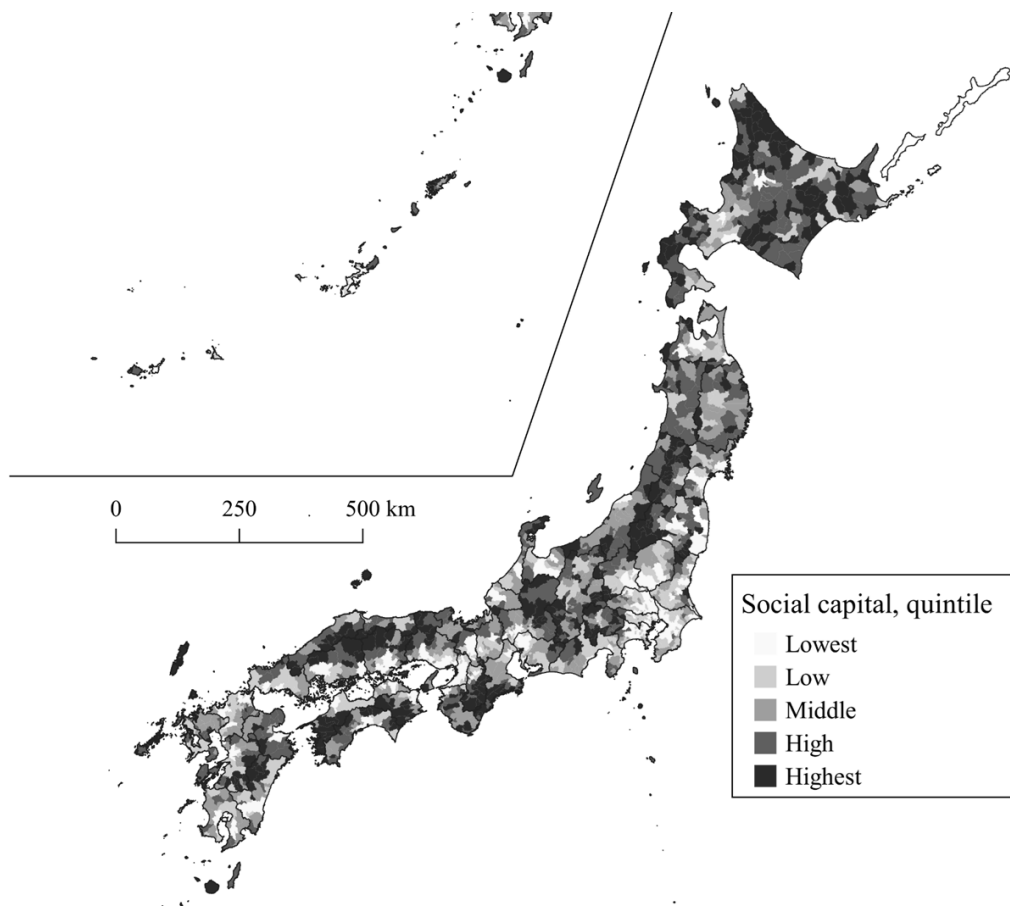 0 250 500 km
Social capital, quintile
Lowest
Low
Middle
High
Highest